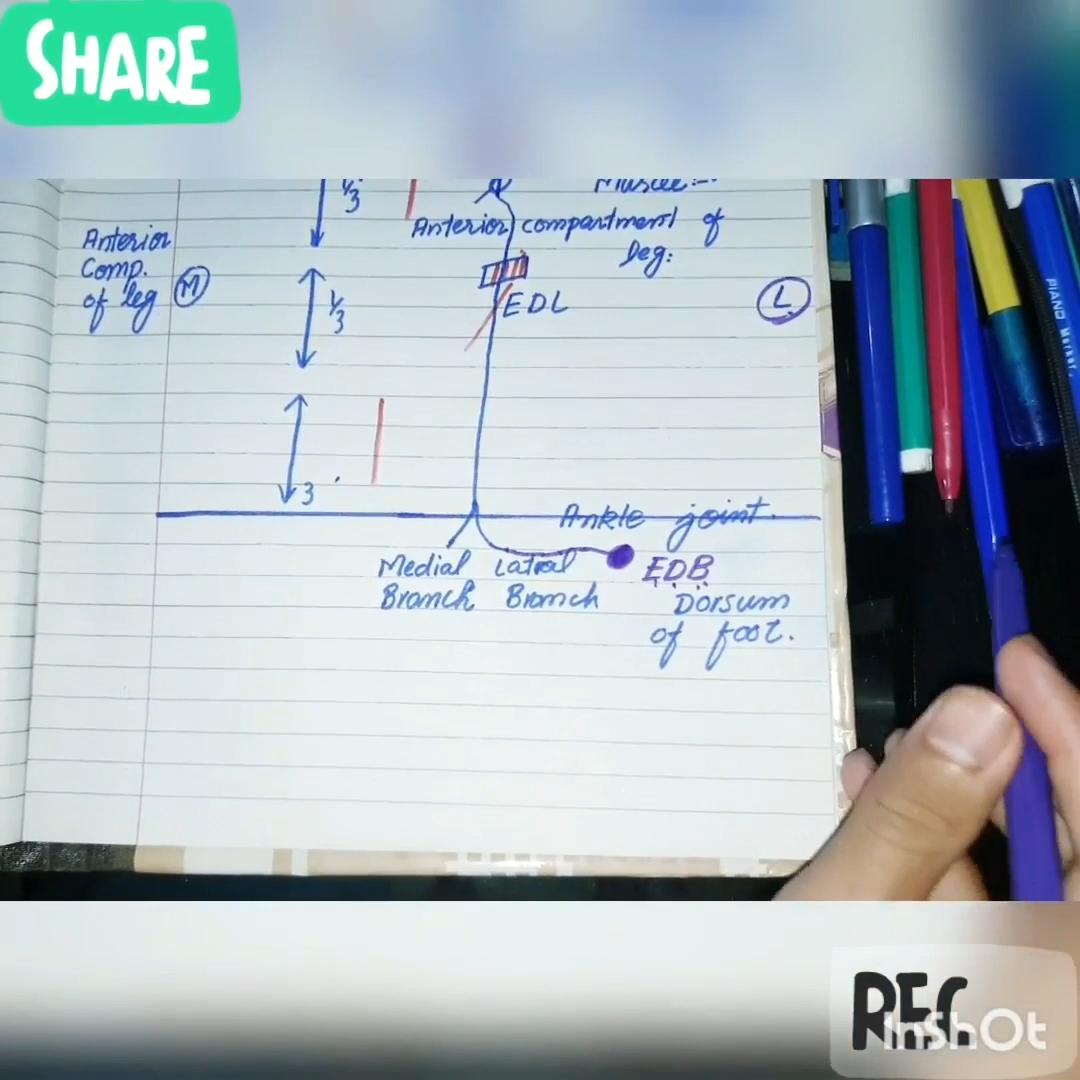 SHARE
1/3
Muscle:-
Anterior compartment of
Leg:
Anterior
Comp.
of leg
M
1/3
EDL
L
PIANO Marker.
3
Ankle joint.
Medial
Branch
Latral
Branch
EDB
Dorsum
of foot.
REC
InShOt